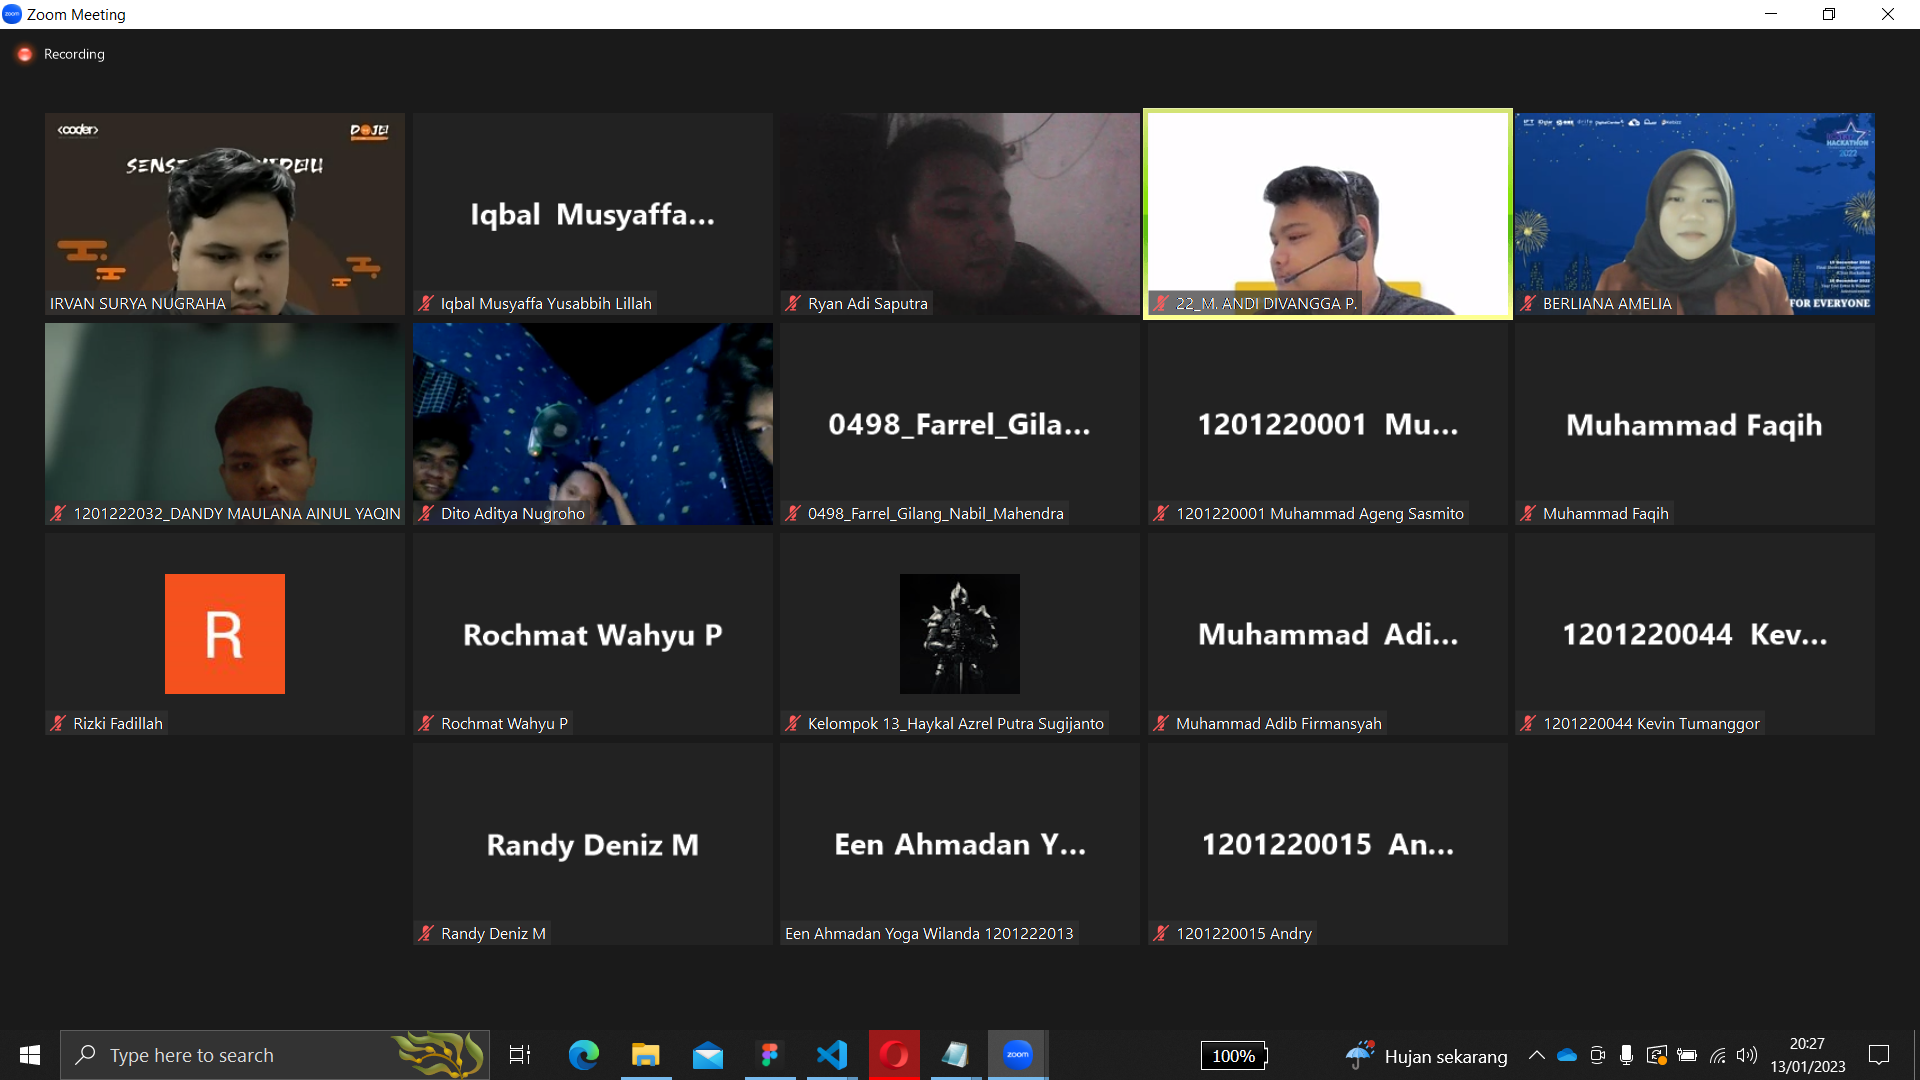 Zoom Meeting
Recording
<coder>
DOJO
IRVAN SURYA NUGRAHA
Iqbal Musyaffa...
Iqbal Musyaffa Yusabbih Lillah
Ryan Adi Saputra
22_M. ANDI DIVANGGA P.
HACKATHON
2022
FOR EVERYONE
BERLIANA AMELIA
1201222032_DANDY MAULANA AINUL YAQIN
Dito Aditya Nugroho
0498_Farrel_Gila...
0498_Farrel_Gilang_Nabil_Mahendra
1201220001 Mu...
1201220001 Muhammad Ageng Sasmito
Muhammad Faqih
Muhammad Faqih
R
Rizki Fadillah
Rochmat Wahyu P
Rochmat Wahyu P
Kelompok 13_Haykal Azrel Putra Sugijanto
Muhammad Adi...
Muhammad Adib Firmansyah
1201220044 Kev...
1201220044 Kevin Tumanggor
Randy Deniz M
Randy Deniz M
Een Ahmadan Y...
Een Ahmadan Yoga Wilanda 1201222013
1201220015 An...
1201220015 Andry
Type here to search
zoom
100%
Hujan sekarang
20:27
13/01/2023